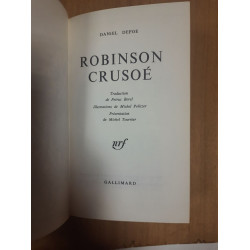 DANIEL DEFOE
ROBINSON
CRUSOÉ
Traduction
de Pétrus Borel
Illustrations de Michel Politzer
Présentation
de Michel Tournier
nrf
GALLIMARD